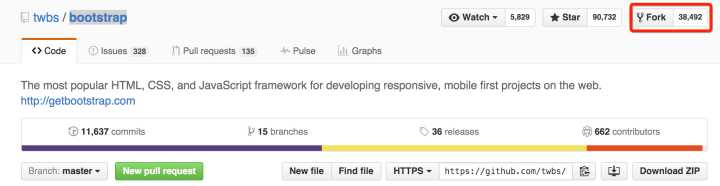 twbs / bootstrap Watch 5,829 Star 90,732 Fork 38,492
Code Issues 328 Pull requests 135 Pulse Graphs
The most popular HTML, CSS, and JavaScript framework for developing responsive, mobile first projects on the web.
http://getbootstrap.com
11,637 commits 15 branches 36 releases 662 contributors
Branch: master New pull request New file Find file HTTPS https://github.com/twbs/ Download ZIP